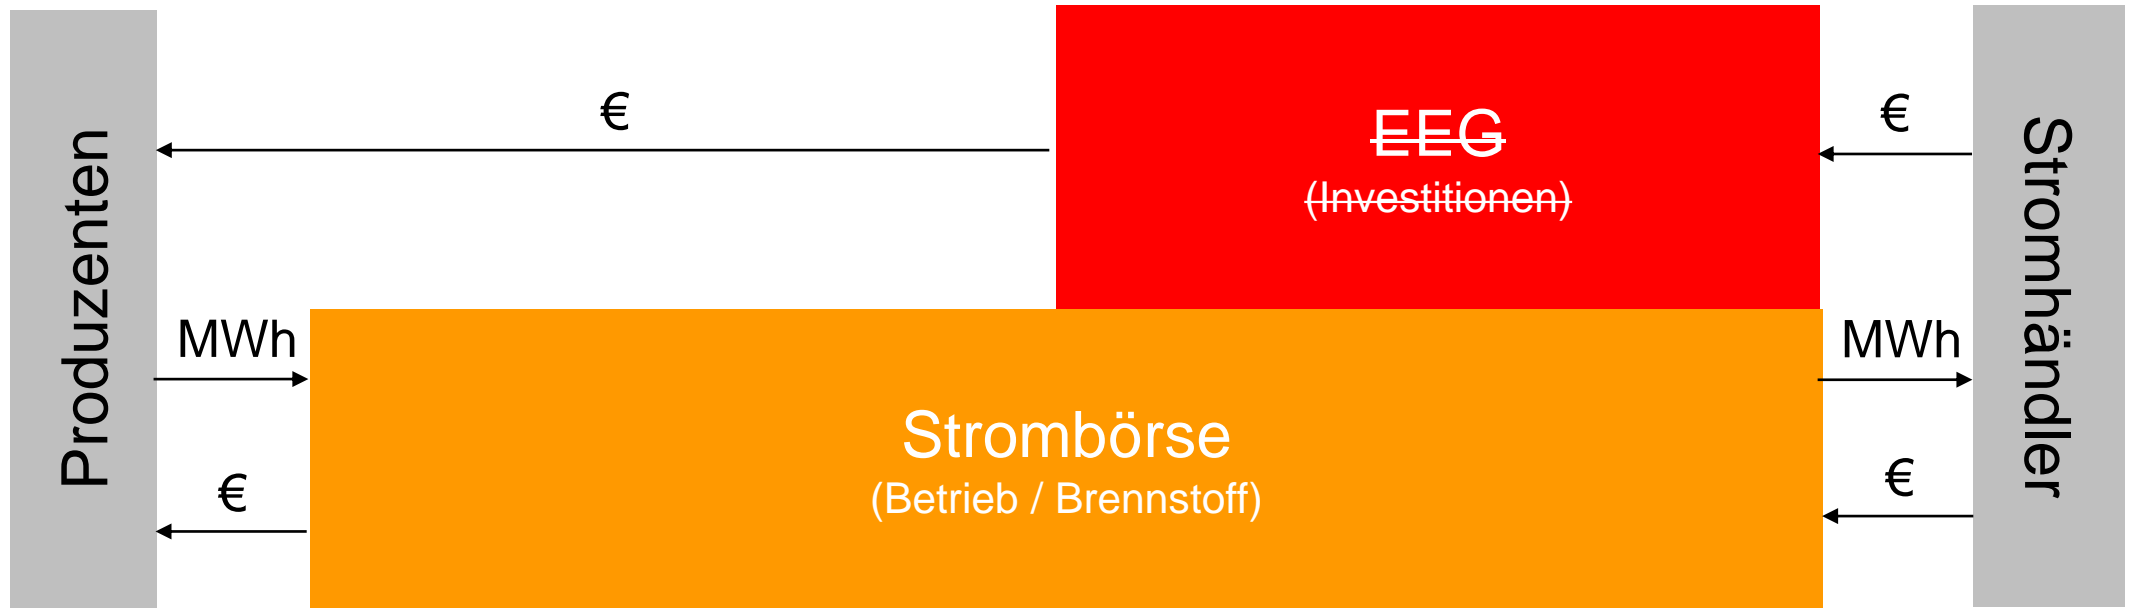 Produzenten
€
EEG
(Investitionen)
€
Stromhändler
MWh
MWh
Strombörse
(Betrieb / Brennstoff)
€
€